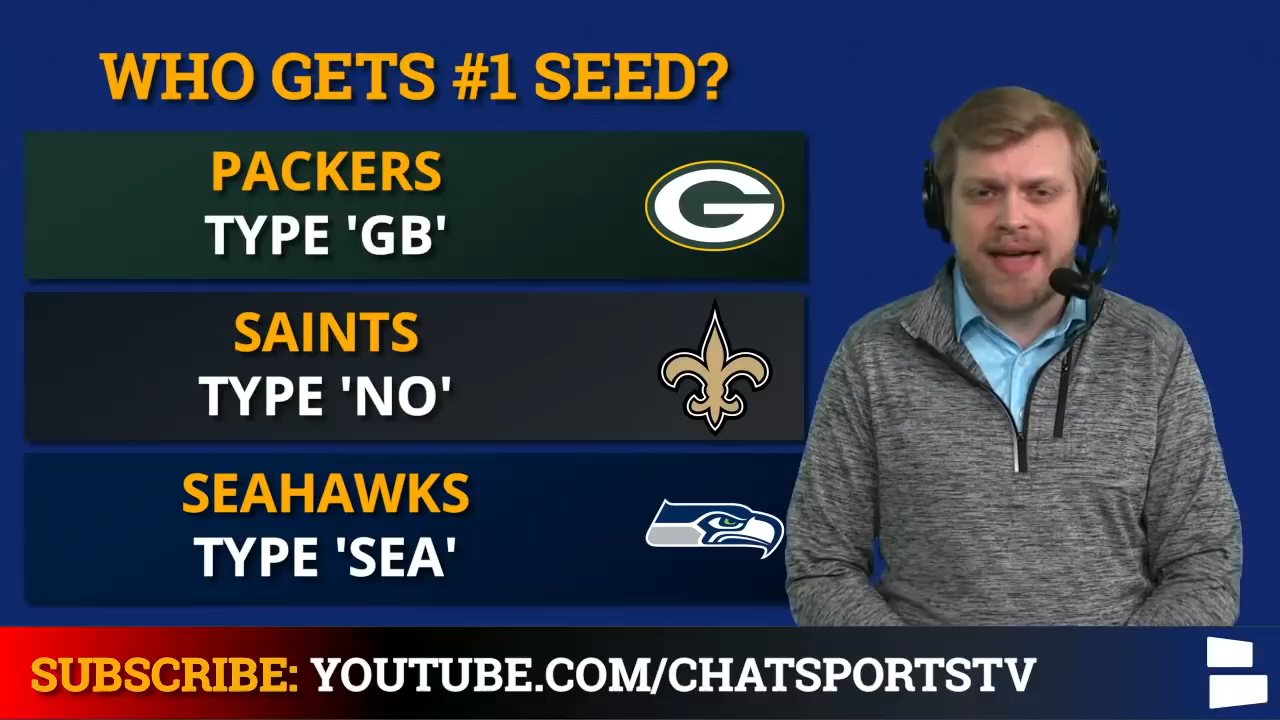 WHO GETS #1 SEED?
PACKERS
TYPE 'GB'
G
SAINTS
TYPE 'NO'
SEAHAWKS
TYPE 'SEA'
SUBSCRIBE: YOUTUBE.COM/CHATSPORTSTV